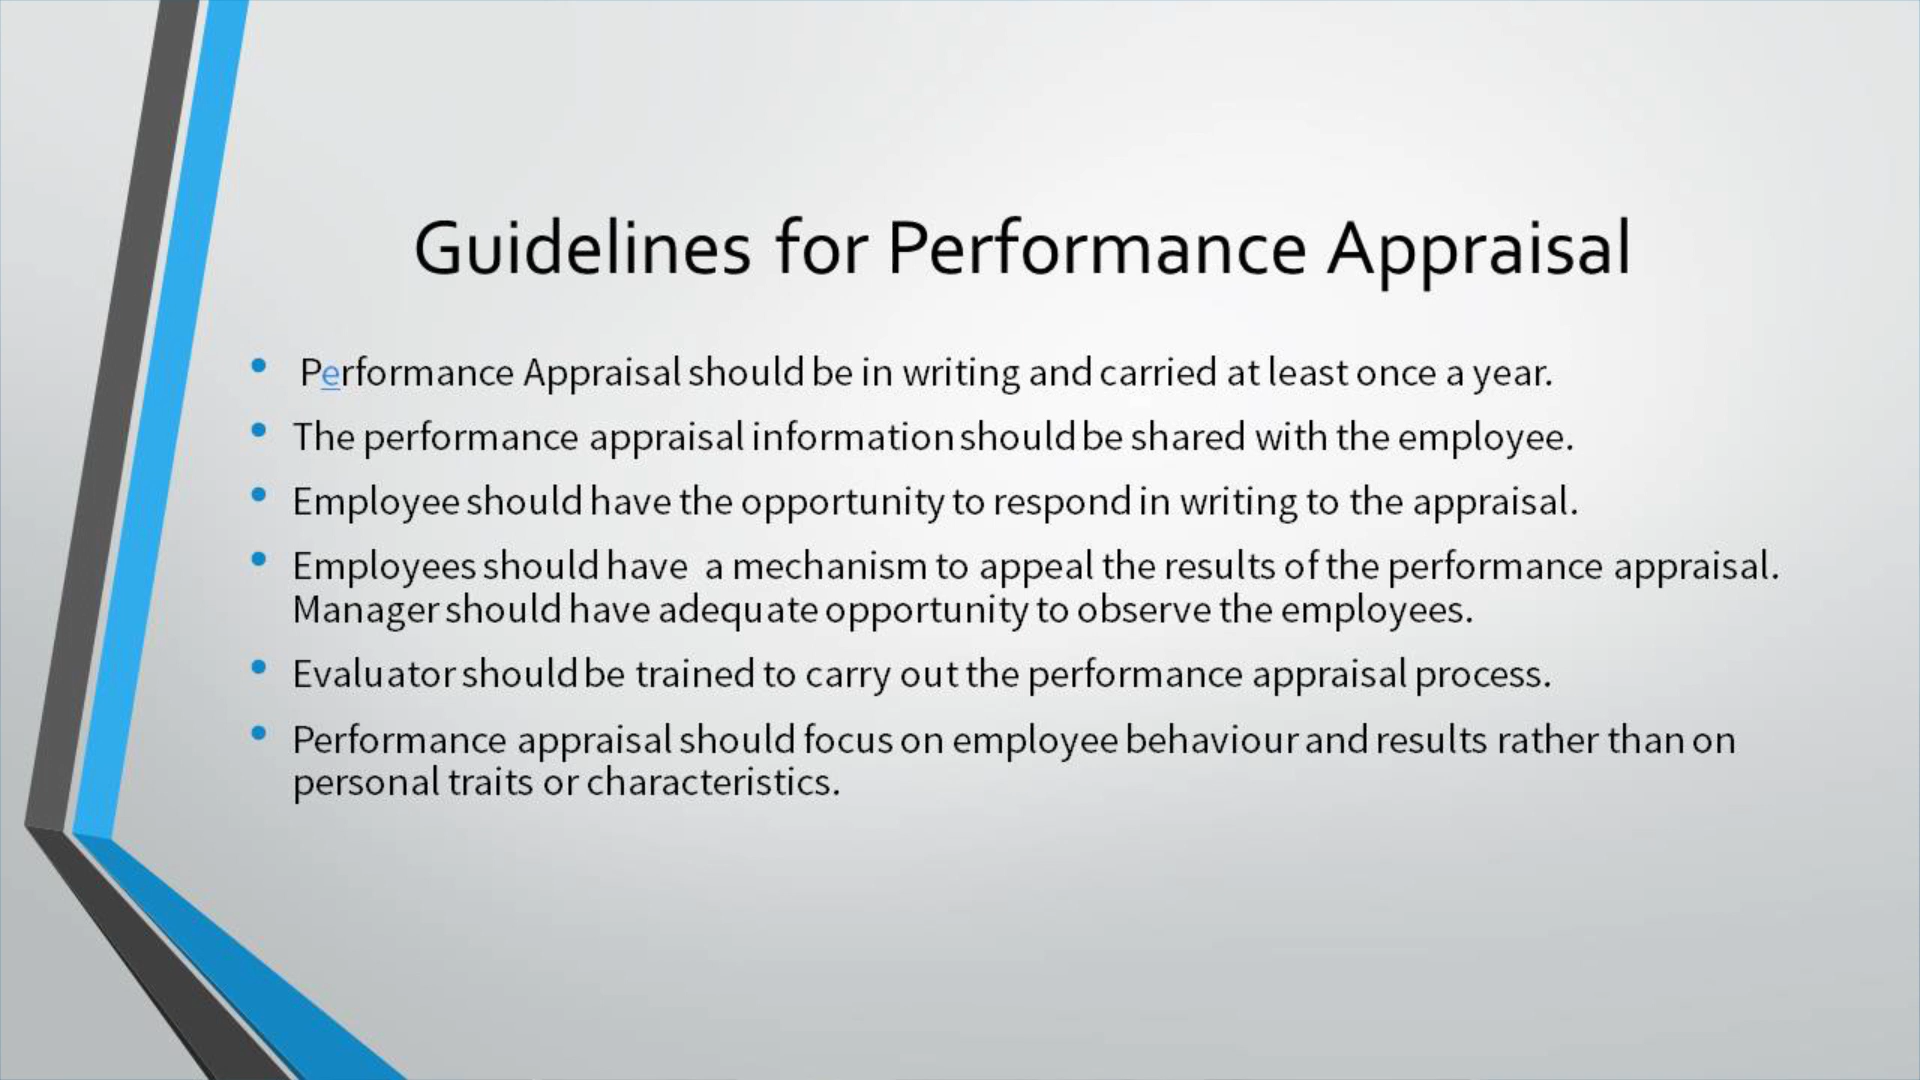 Guidelines for Performance Appraisal
• Performance Appraisal should be in writing and carried at least once a year.
• The performance appraisal information should be shared with the employee.
• Employee should have the opportunity to respond in writing to the appraisal.
• Employees should have a mechanism to appeal the results of the performance appraisal.
Manager should have adequate opportunity to observe the employees.
• Evaluator should be trained to carry out the performance appraisal process.
• Performance appraisal should focus on employee behaviour and results rather than on
personal traits or characteristics.